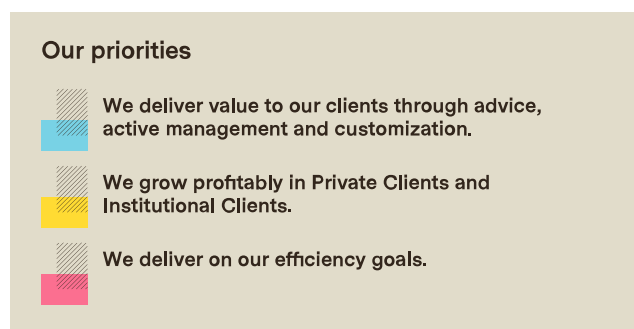 Our priorities
We deliver value to our clients through advice,
active management and customization.
We grow profitably in Private Clients and
Institutional Clients.
We deliver on our efficiency goals.